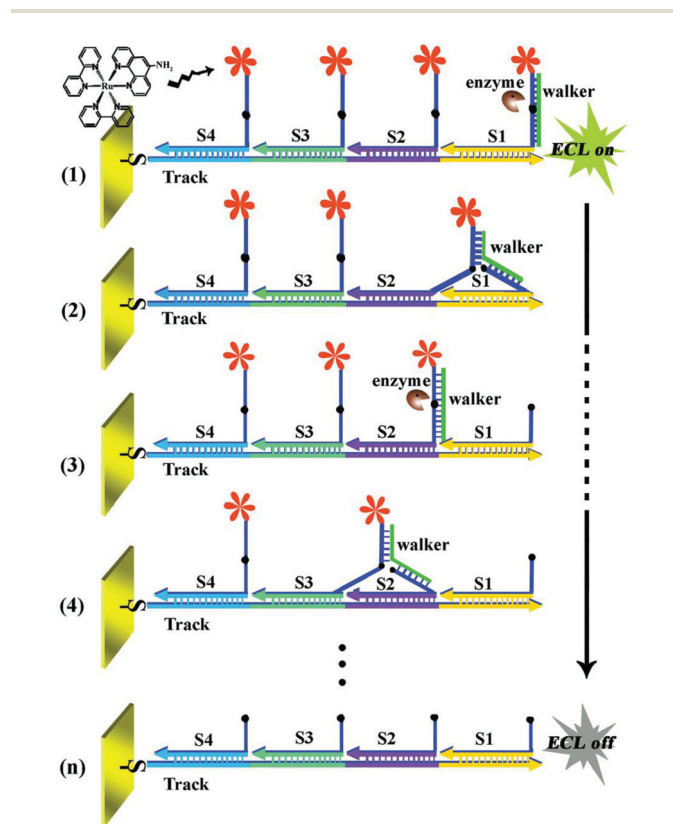 NH₂
N N
N Ru N
N N
enzyme
walker
S4 S3 S2 S1
ECL on
(1)
S
Track
walker
S4 S3 S2 S1
(2)
S
Track
enzyme
walker
S4 S3 S2 S1
(3)
S
Track
walker
S4 S3 S2 S1
(4)
S
Track
S4 S3 S2 S1
ECL off
(n)
S
Track